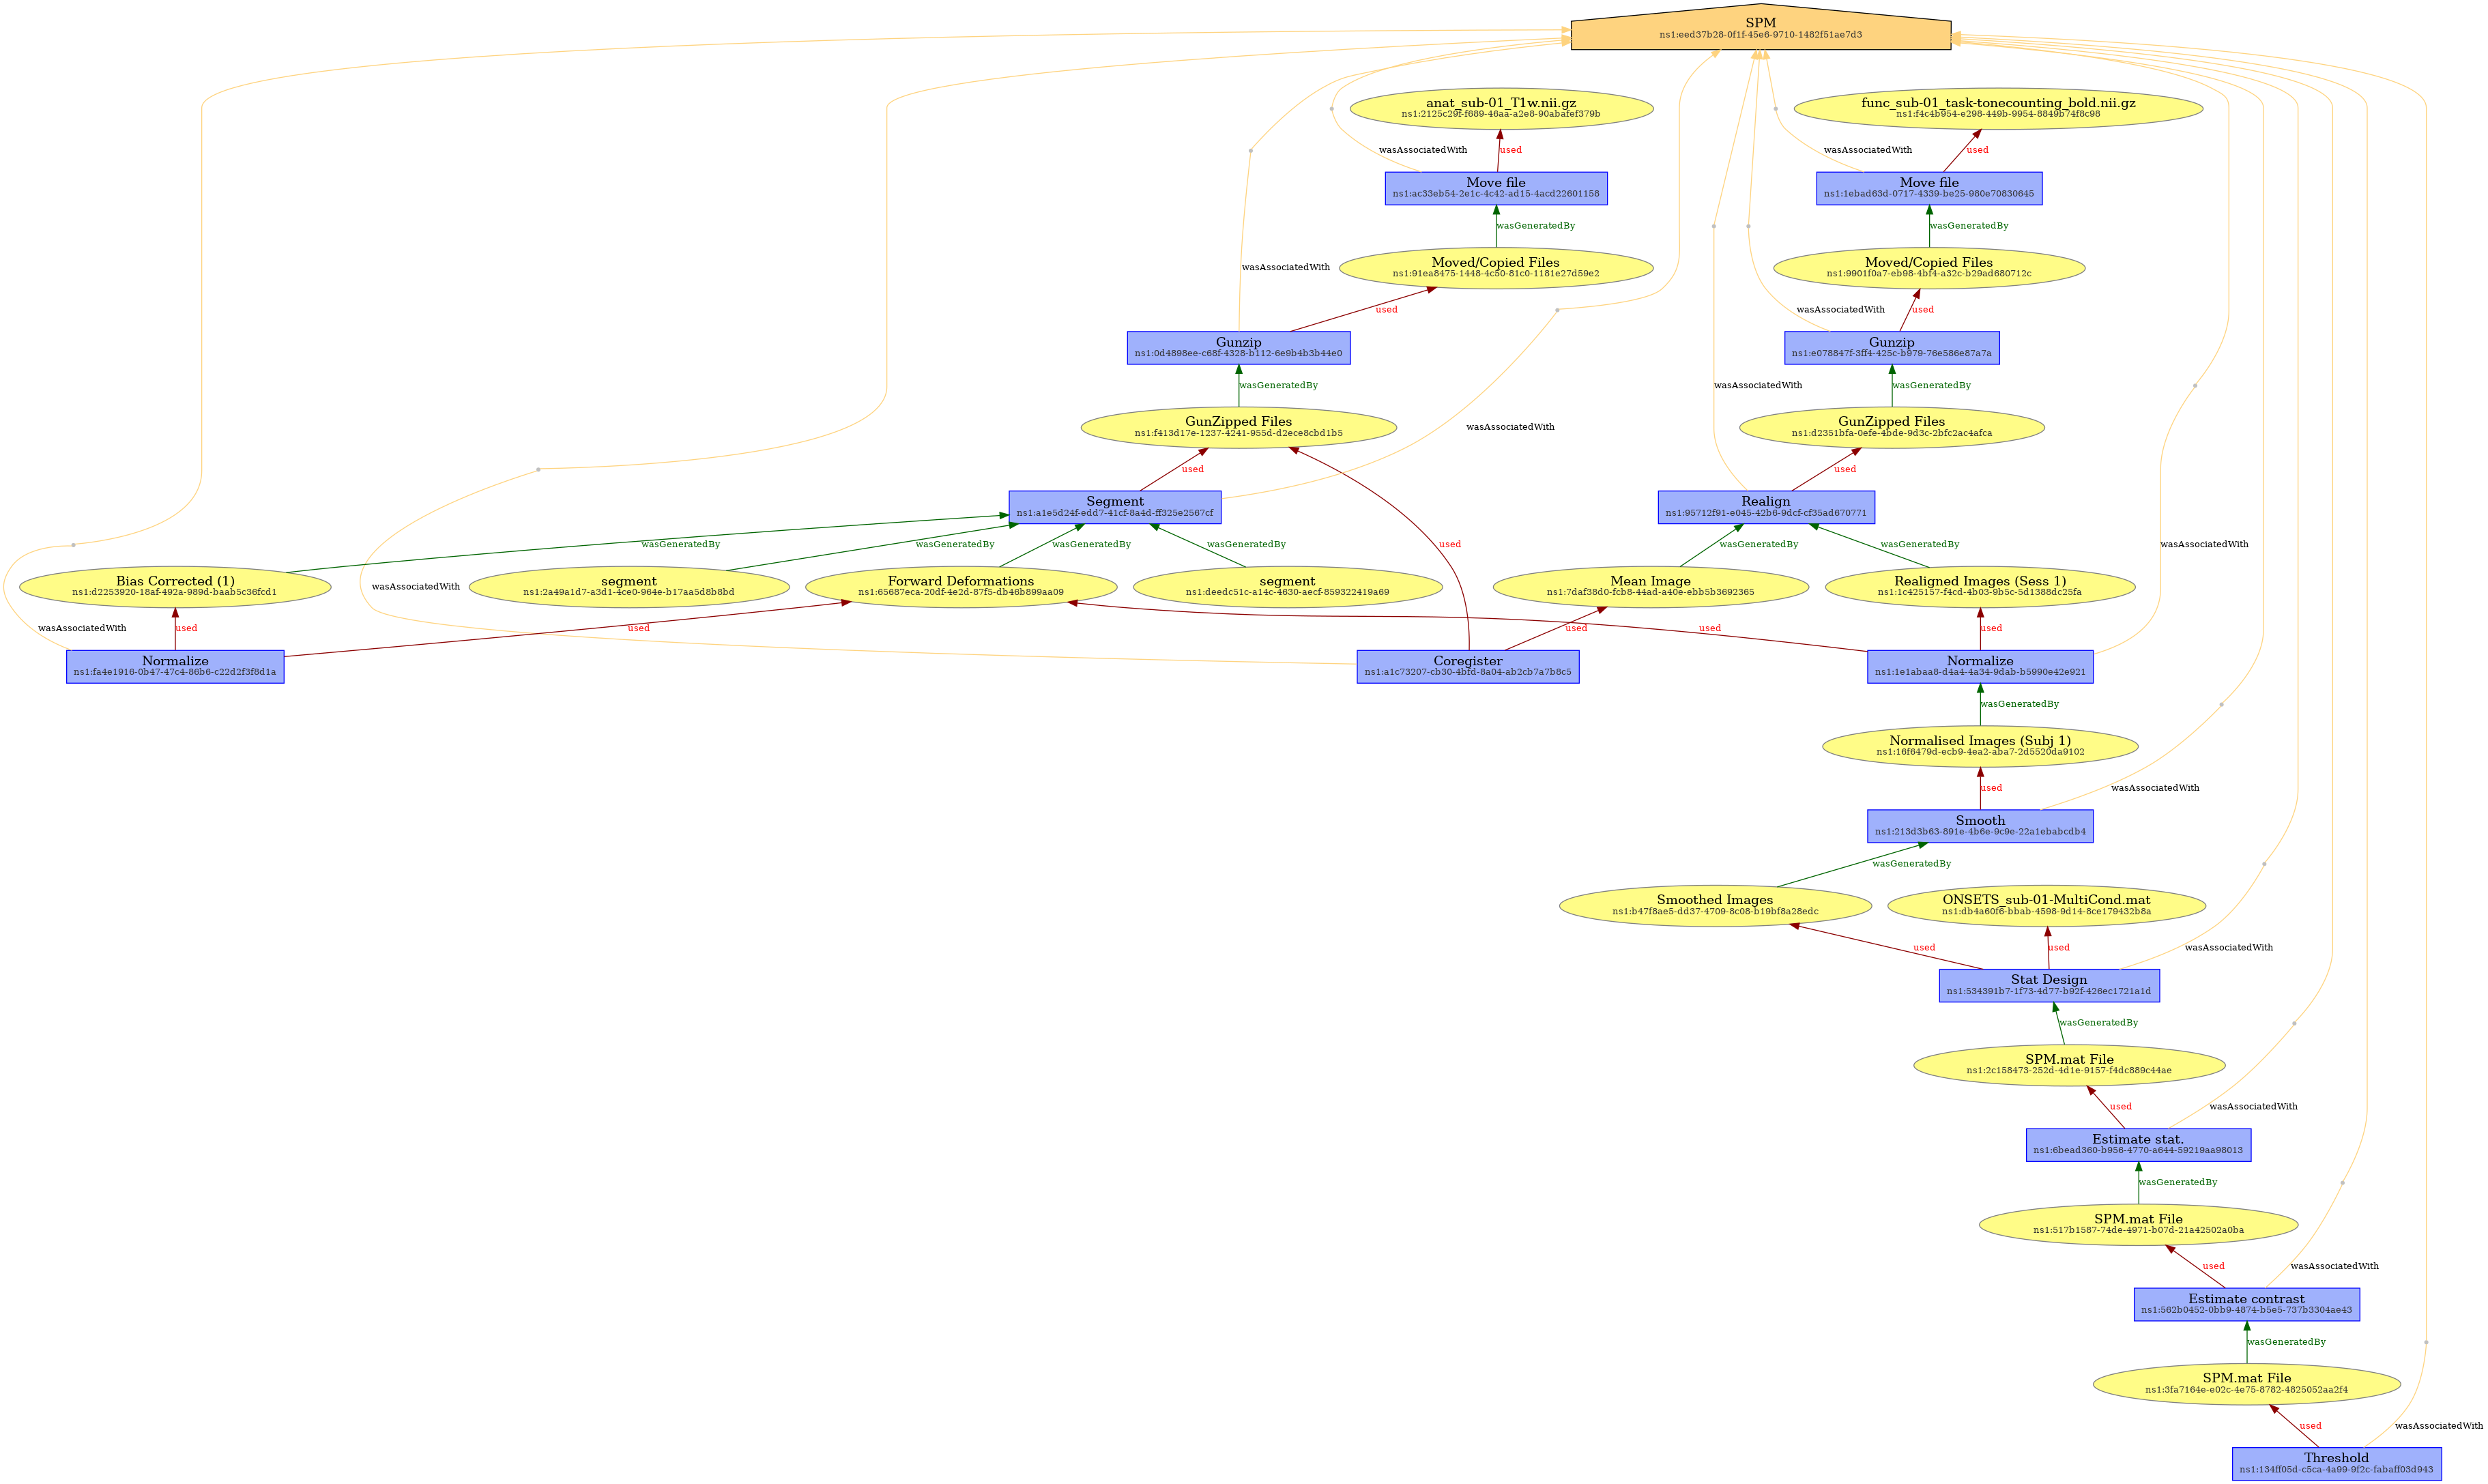 SPM
ns1:eed37b28-0f1f-45e6-9710-1482f51ae7d3
anat_sub-01_T1w.nii.gz
ns1:2125c29f-f689-46aa-a2e8-90abafef379b
func_sub-01_task-tonecounting_bold.nii.gz
ns1:f4c4b954-e298-449b-9954-8849b74f8c98
wasAssociatedWith
used
wasAssociatedWith
used
Move file
ns1:ac33eb54-2e1c-4c42-ad15-4acd22601158
Move file
ns1:1ebad63d-0717-4339-be25-980e70830645
wasGeneratedBy
wasGeneratedBy
wasAssociatedWith
Moved/Copied Files
ns1:91ea8475-1448-4c50-81c0-1181e27d59e2
Moved/Copied Files
ns1:9901f0a7-eb98-4bf4-a32c-b29ad680712c
used
wasAssociatedWith
used
Gunzip
ns1:0d4898ee-c68f-4328-b112-6e9b4b3b44e0
Gunzip
ns1:e078847f-3ff4-425c-b979-76e586e87a7a
wasGeneratedBy
wasAssociatedWith
wasGeneratedBy
GunZipped Files
ns1:f413d17e-1237-4241-955d-d2ece8cbd1b5
wasAssociatedWith
GunZipped Files
ns1:d2351bfa-0efe-4bde-9d3c-2bfc2ac4afca
used
used
Segment
ns1:a1e5d24f-edd7-41cf-8a4d-ff325e2567cf
Realign
ns1:95712f91-e045-42b6-9dcf-cf35ad670771
wasGeneratedBy
wasGeneratedBy
wasGeneratedBy
wasGeneratedBy
used
wasGeneratedBy
wasGeneratedBy
wasAssociatedWith
Bias Corrected (1)
ns1:d2253920-18af-492a-989d-baab5c36fcd1
wasAssociatedWith
segment
ns1:2a49a1d7-a3d1-4ce0-964e-b17aa5d8b8bd
Forward Deformations
ns1:65687eca-20df-4e2d-87f5-db46b899aa09
segment
ns1:deedc51c-a14c-4630-aecf-859322419a69
Mean Image
ns1:7daf38d0-fcb8-44ad-a40e-ebb5b3692365
Realigned Images (Sess 1)
ns1:1c425157-f4cd-4b03-9b5c-5d1388dc25fa
wasAssociatedWith
used
used
used
used
used
Normalize
ns1:fa4e1916-0b47-47c4-86b6-c22d2f3f8d1a
Coregister
ns1:a1c73207-cb30-4bfd-8a04-ab2cb7a7b8c5
Normalize
ns1:1e1abaa8-d4a4-4a34-9dab-b5990e42e921
wasGeneratedBy
Normalised Images (Subj 1)
ns1:16f6479d-ecb9-4ea2-aba7-2d5520da9102
used
wasAssociatedWith
Smooth
ns1:213d3b63-891e-4b6e-9c9e-22a1ebabcdb4
wasGeneratedBy
Smoothed Images
ns1:b47f8ae5-dd37-4709-8c08-b19bf8a28edc
ONSETS_sub-01-MultiCond.mat
ns1:db4a60f6-bbab-4598-9d14-8ce179432b8a
used
used
wasAssociatedWith
Stat Design
ns1:534391b7-1f73-4d77-b92f-426ec1721a1d
wasGeneratedBy
SPM.mat File
ns1:2c158473-252d-4d1e-9157-f4dc889c44ae
used
wasAssociatedWith
Estimate stat.
ns1:6bead360-b956-4770-a644-59219aa98013
wasGeneratedBy
SPM.mat File
ns1:517b1587-74de-4971-b07d-21a42502a0ba
used
wasAssociatedWith
Estimate contrast
ns1:562b0452-0bb9-4874-b5e5-737b3304ae43
wasGeneratedBy
SPM.mat File
ns1:3fa7164e-e02c-4e75-8782-4825052aa2f4
used
wasAssociatedWith
Threshold
ns1:134ff05d-c5ca-4a99-9f2c-fabaff03d943